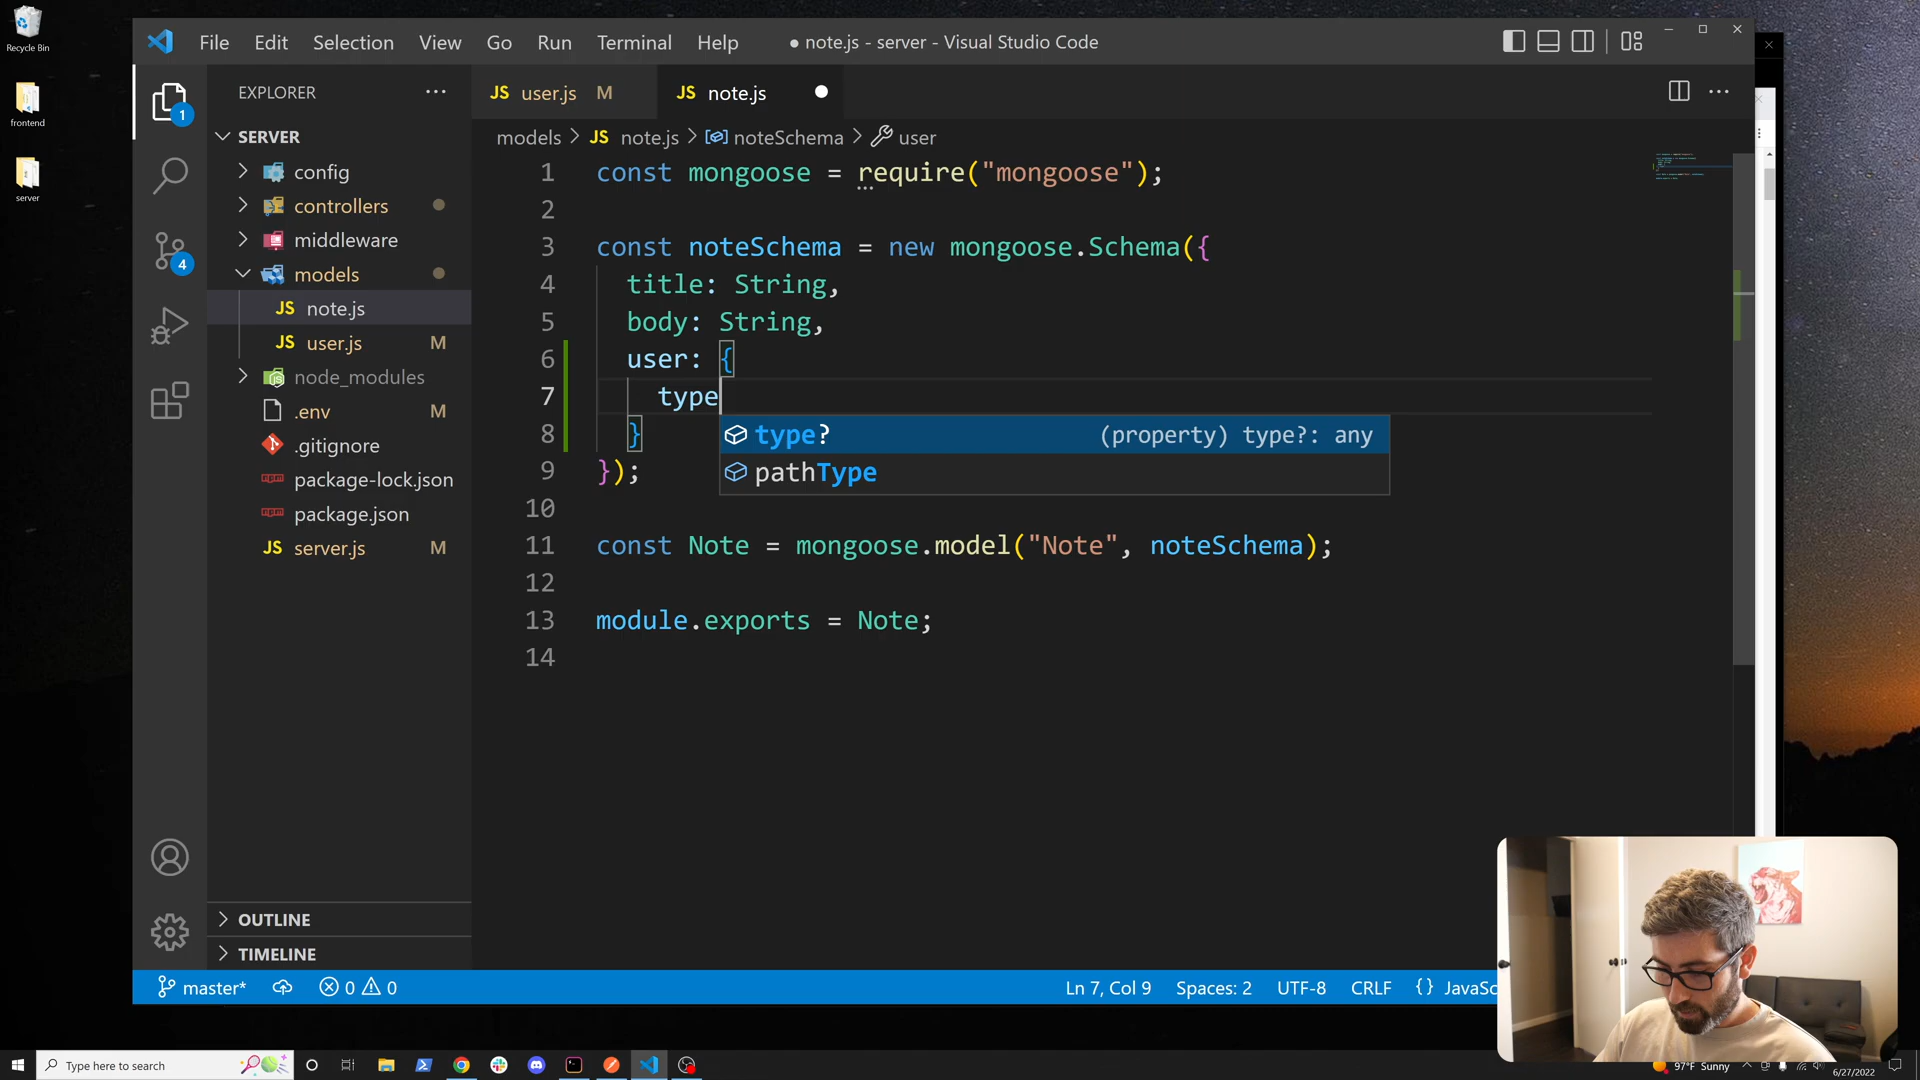 Recycle Bin
frontend
server
File Edit Selection View Go Run Terminal Help
● note.js - server - Visual Studio Code
EXPLORER ···
JS user.js M
JS note.js ●
models > JS note.js > noteSchema > user
SERVER
config
controllers
middleware
models
JS note.js
JS user.js M
node_modules
.env M
.gitignore
package-lock.json
package.json
JS server.js M
OUTLINE
TIMELINE
1
4
1 const mongoose = require("mongoose");
2
3 const noteSchema = new mongoose.Schema({
4 title: String,
5 body: String,
6 user: {
7 type
8 }
9 });
10
11 const Note = mongoose.model("Note", noteSchema);
12
13 module.exports = Note;
14
type? (property) type?: any
pathType
master* 0 0 Ln 7, Col 9 Spaces: 2 UTF-8 CRLF {} JavaSc
Type here to search
97°F Sunny
6/27/2022